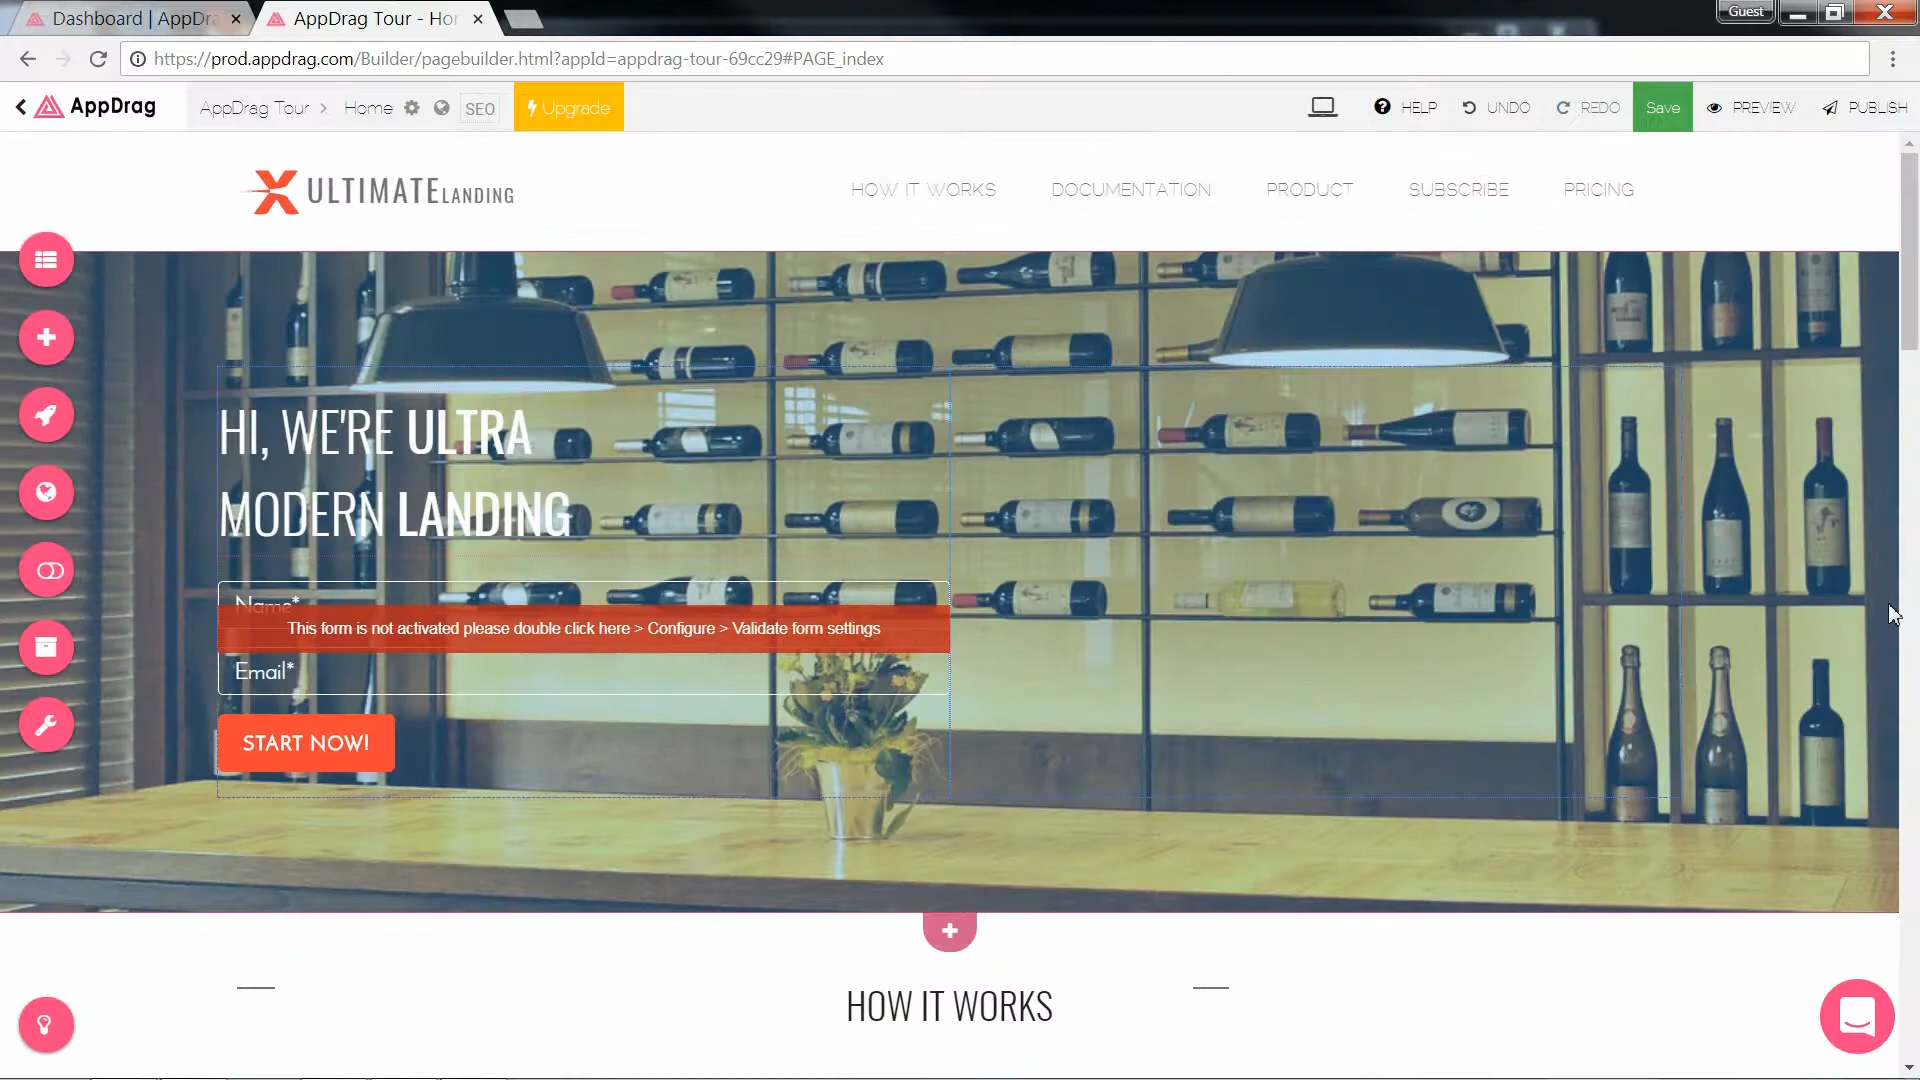 Dashboard | AppDra
AppDrag Tour - Hor
Guest
https://prod.appdrag.com/Builder/pagebuilder.html?appId=appdrag-tour-69cc29#PAGE_index
AppDrag
AppDrag Tour > Home
SEO
Upgrade
HELP
UNDO
REDO
Save
PREVIEW
PUBLISH
ULTIMATE LANDING
HOW IT WORKS
DOCUMENTATION
PRODUCT
SUBSCRIBE
PRICING
HI, WE'RE ULTRA
MODERN LANDING
Name*
This form is not activated please double click here > Configure > Validate form settings
Email*
START NOW!
HOW IT WORKS